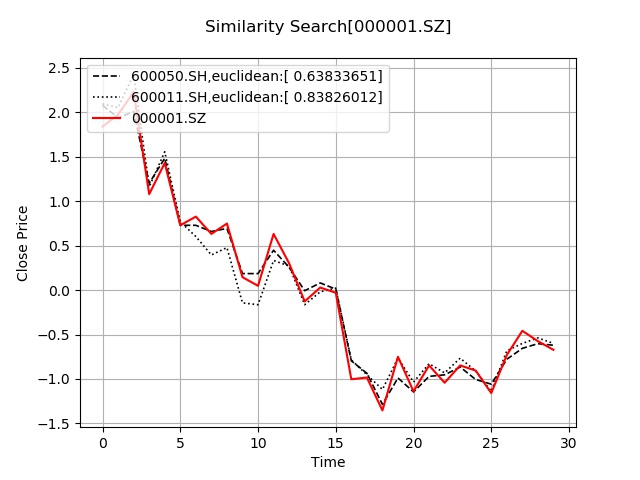 Similarity Search[000001.SZ]
2.5
2.0
1.5
1.0
0.5
0.0
−0.5
−1.0
−1.5
Close Price
600050.SH,euclidean:[ 0.63833651]
600011.SH,euclidean:[ 0.83826012]
000001.SZ
0 5 10 15 20 25 30
Time